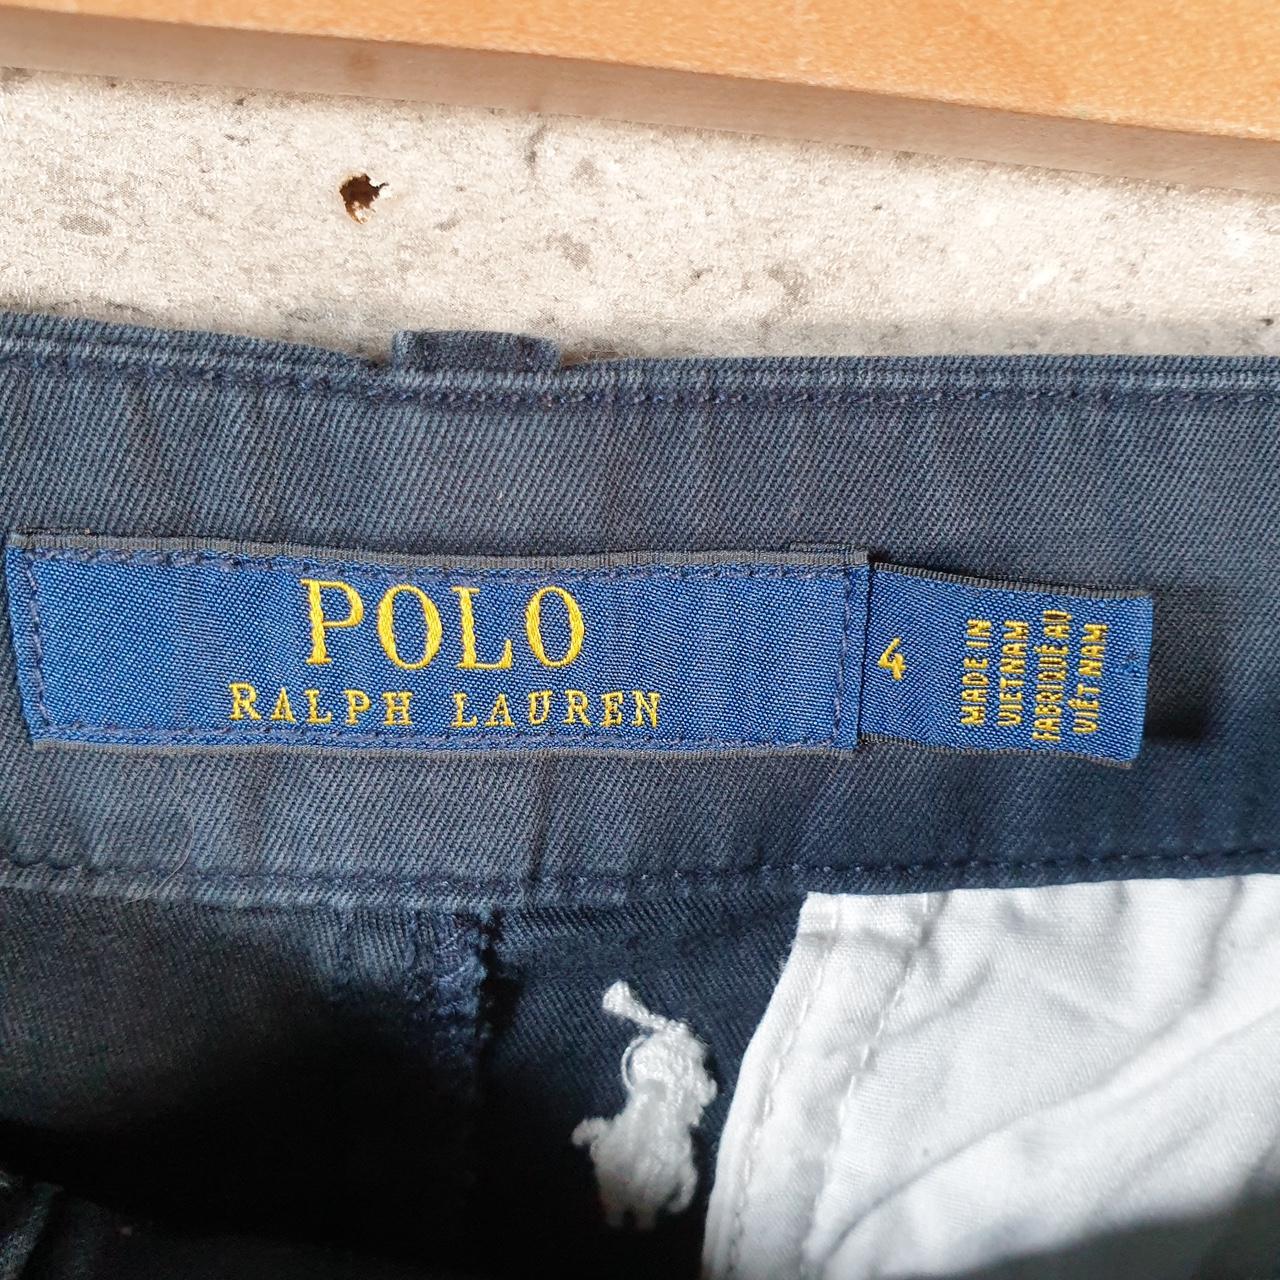 POLO
RALPH LAUREN
4
MADE IN
VIETNAM
FABRIQUÉ AU
VIÊT NAM